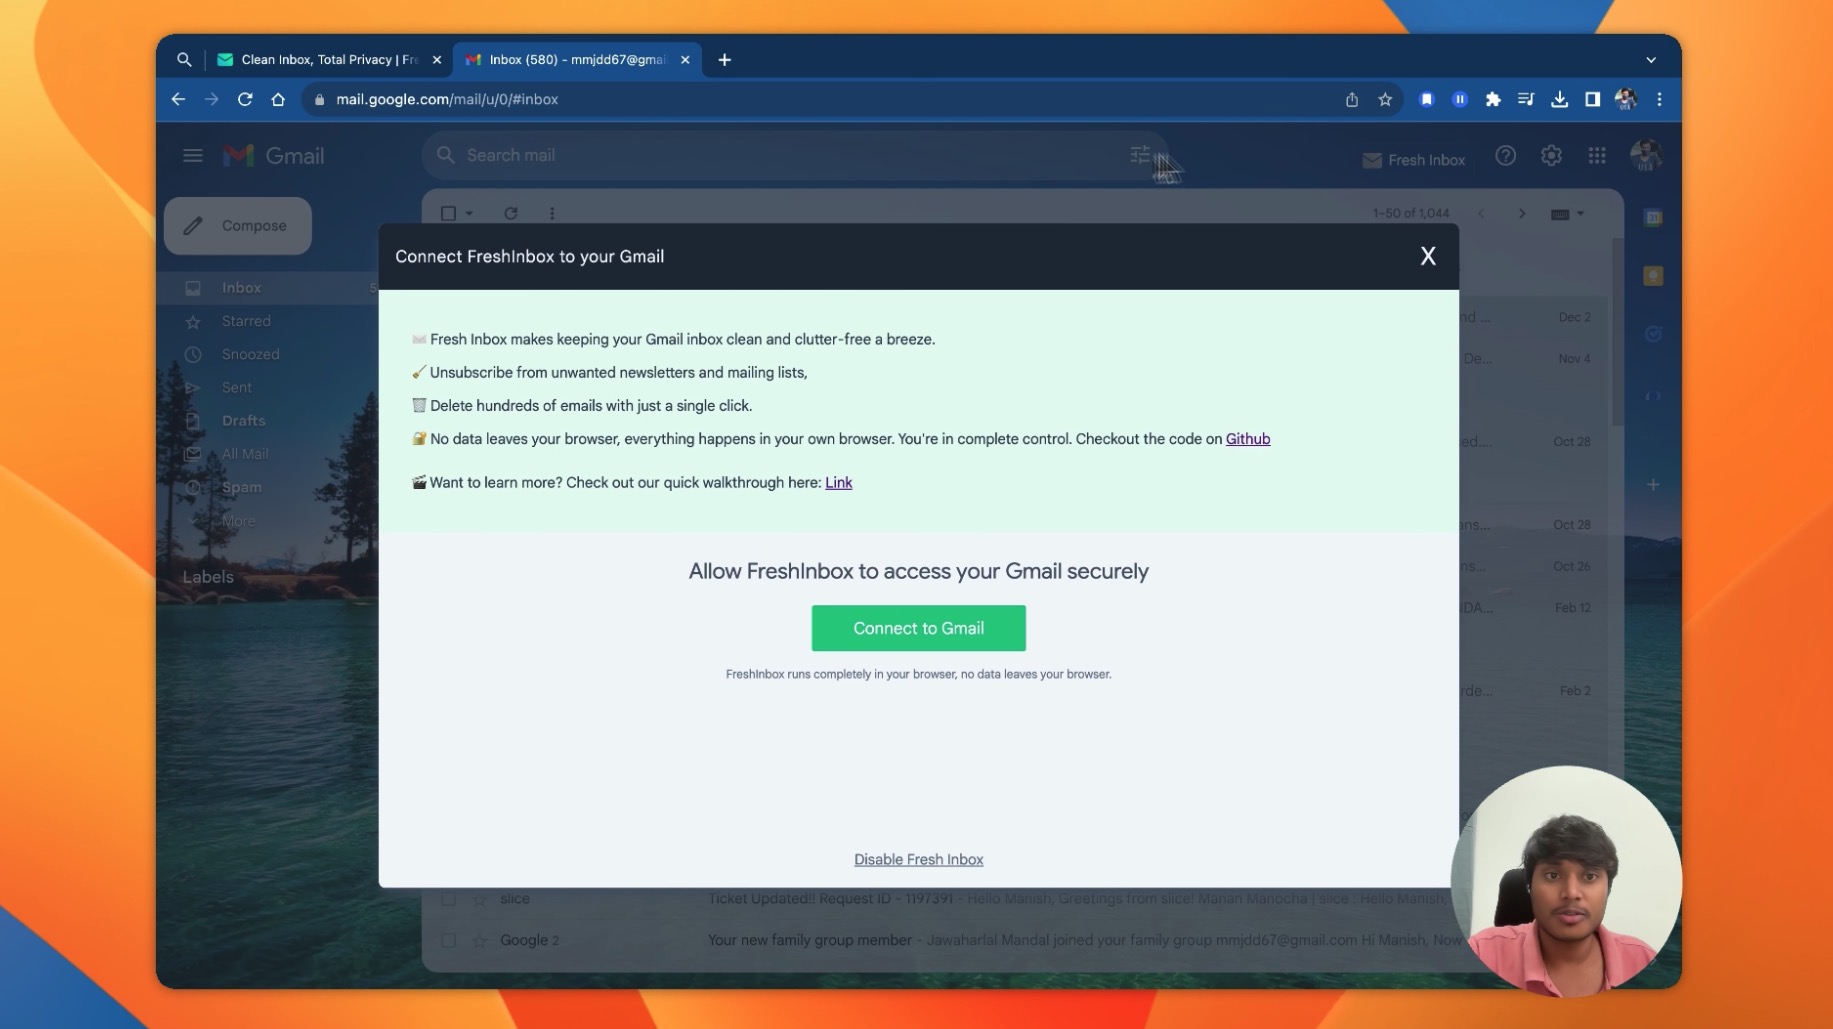 Clean Inbox, Total Privacy | Fre
Inbox (580) - mmjdd67@gmai
mail.google.com/mail/u/0/#inbox
Gmail
Search mail
Fresh Inbox
Compose
1–50 of 1,044
Connect FreshInbox to your Gmail
X
Inbox
5
Starred
Snoozed
Sent
Drafts
All Mail
Spam
More
Labels
Fresh Inbox makes keeping your Gmail inbox clean and clutter-free a breeze.
Unsubscribe from unwanted newsletters and mailing lists,
Delete hundreds of emails with just a single click.
No data leaves your browser, everything happens in your own browser. You're in complete control. Checkout the code on Github
Want to learn more? Check out our quick walkthrough here: Link
Allow FreshInbox to access your Gmail securely
Connect to Gmail
FreshInbox runs completely in your browser, no data leaves your browser.
Disable Fresh Inbox
nd ... Dec 2
De... Nov 4
ed.... Oct 28
ans... Oct 28
ns... Oct 26
DA... Feb 12
rde... Feb 2
slice Ticket Updated!! Request ID - 1197391 - Hello Manish, Greetings from slice! Manan Manocha | slice : Hello Manish,
Google 2 Your new family group member - Jawaharlal Mandal joined your family group mmjdd67@gmail.com Hi Manish, Now